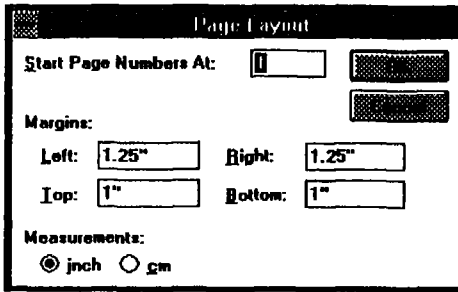 Page Layout
Start Page Numbers At:
Cancel
Margins:
Left: 1.25" Right: 1.25"
Top: 1" Bottom: 1"
Measurements:
inch cm